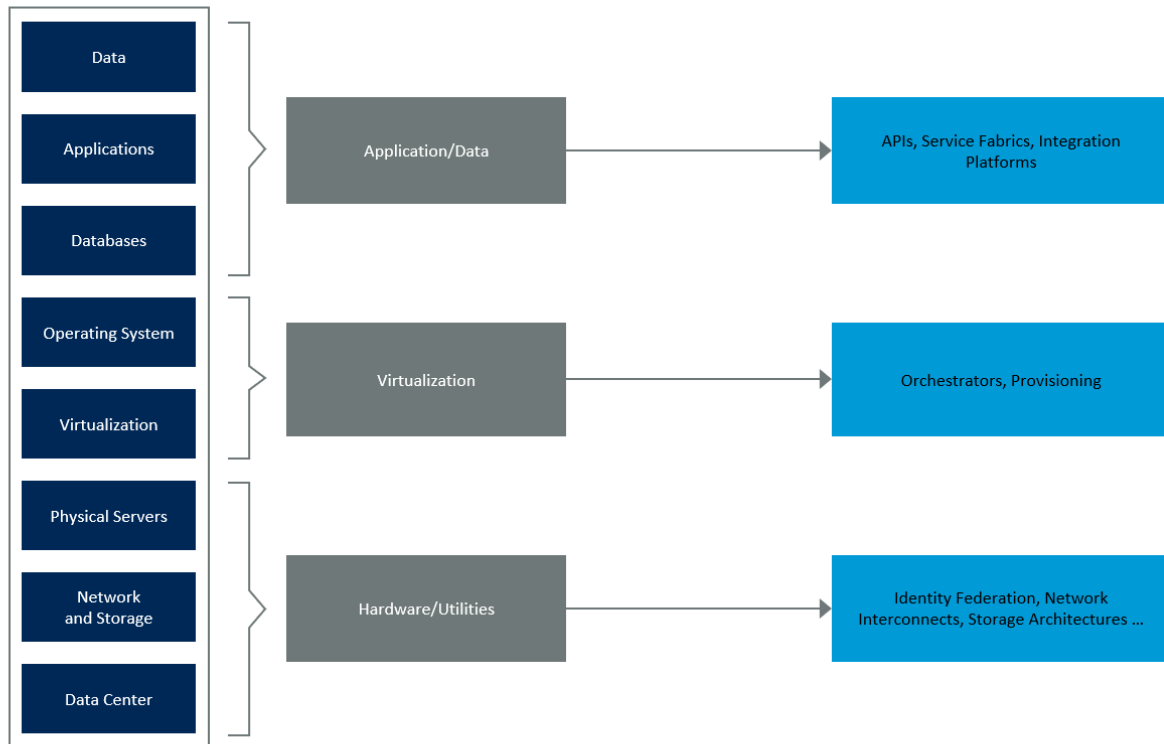 Data
Applications
Databases
Operating System
Virtualization
Physical Servers
Network
and Storage
Data Center
Application/Data
Virtualization
Hardware/Utilities
APIs, Service Fabrics, Integration
Platforms
Orchestrators, Provisioning
Identity Federation, Network
Interconnects, Storage Architectures ...